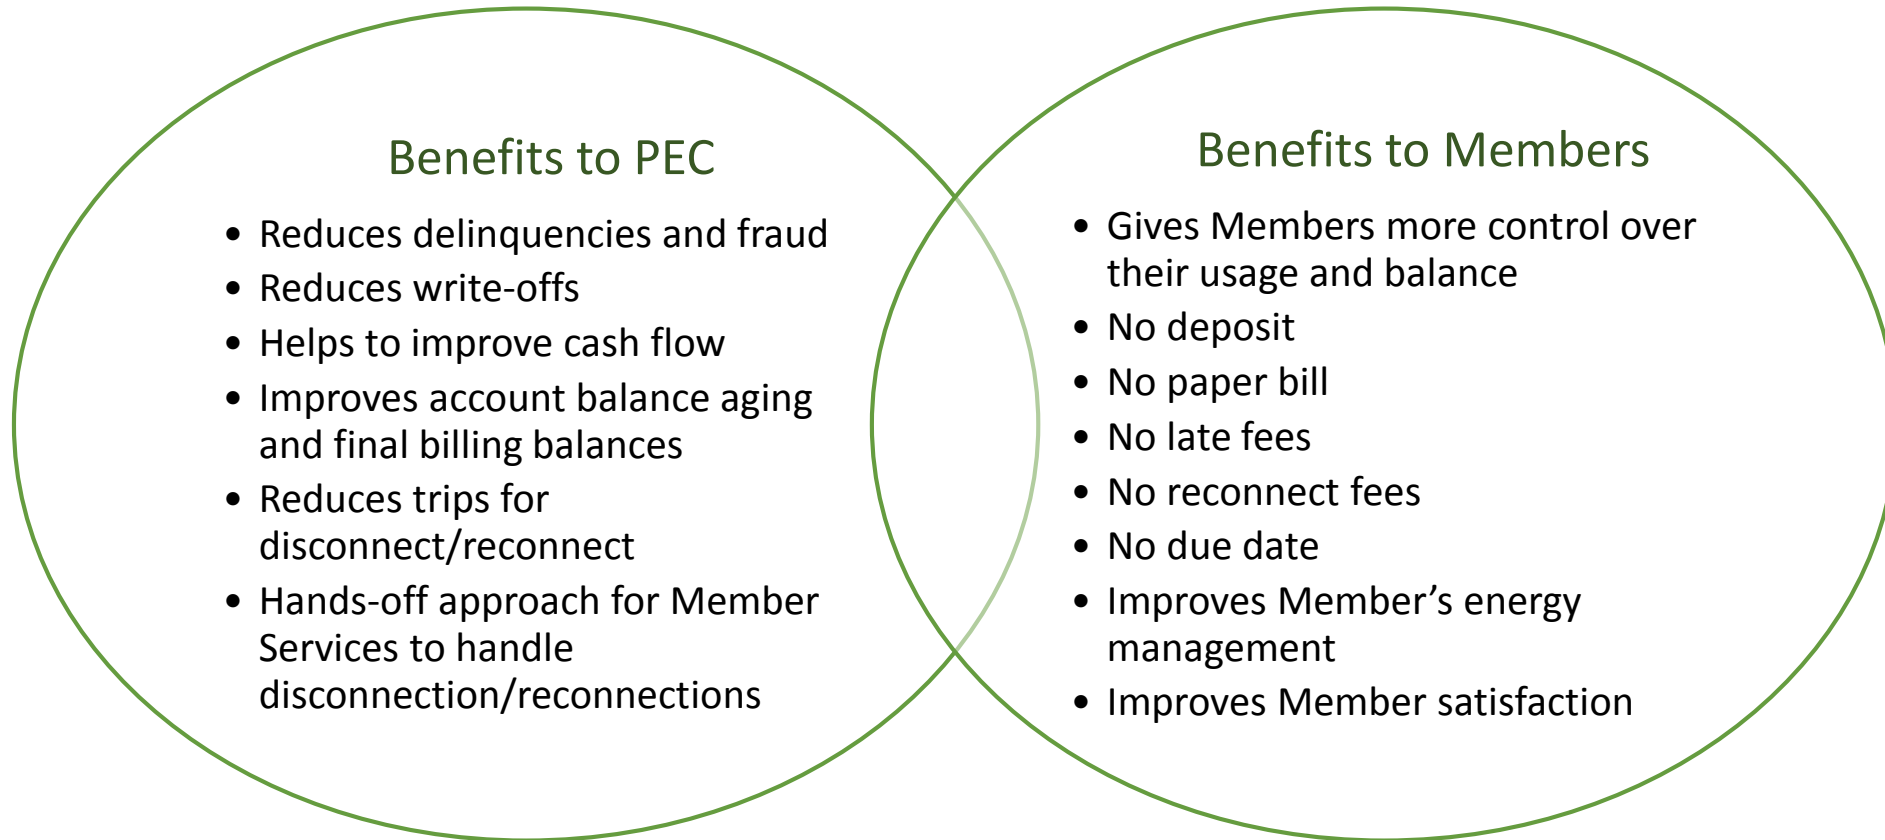 Benefits to PEC
• Reduces delinquencies and fraud
• Reduces write-offs
• Helps to improve cash flow
• Improves account balance aging
and final billing balances
• Reduces trips for
disconnect/reconnect
• Hands-off approach for Member
Services to handle
disconnection/reconnections
Benefits to Members
• Gives Members more control over
their usage and balance
• No deposit
• No paper bill
• No late fees
• No reconnect fees
• No due date
• Improves Member’s energy
management
• Improves Member satisfaction